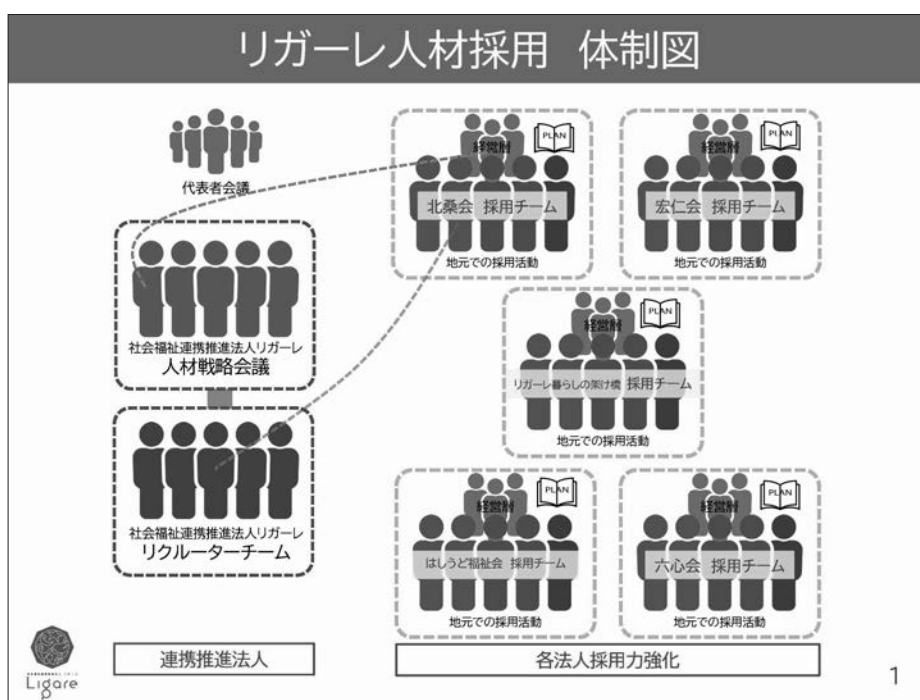 リガーレ人材採用 体制図
代表者会議
社会福祉連携推進法人リガーレ
人材戦略会議
社会福祉連携推進法人リガーレ
リクルーターチーム
連携推進法人
PLAN
経営層
北桑会 採用チーム
地元での採用活動
PLAN
経営層
宏仁会 採用チーム
地元での採用活動
PLAN
経営層
リガーレ暮らしの架け橋 採用チーム
地元での採用活動
PLAN
経営層
はしうど福祉会 採用チーム
地元での採用活動
PLAN
経営層
六心会 採用チーム
地元での採用活動
各法人採用力強化
Ligare
1